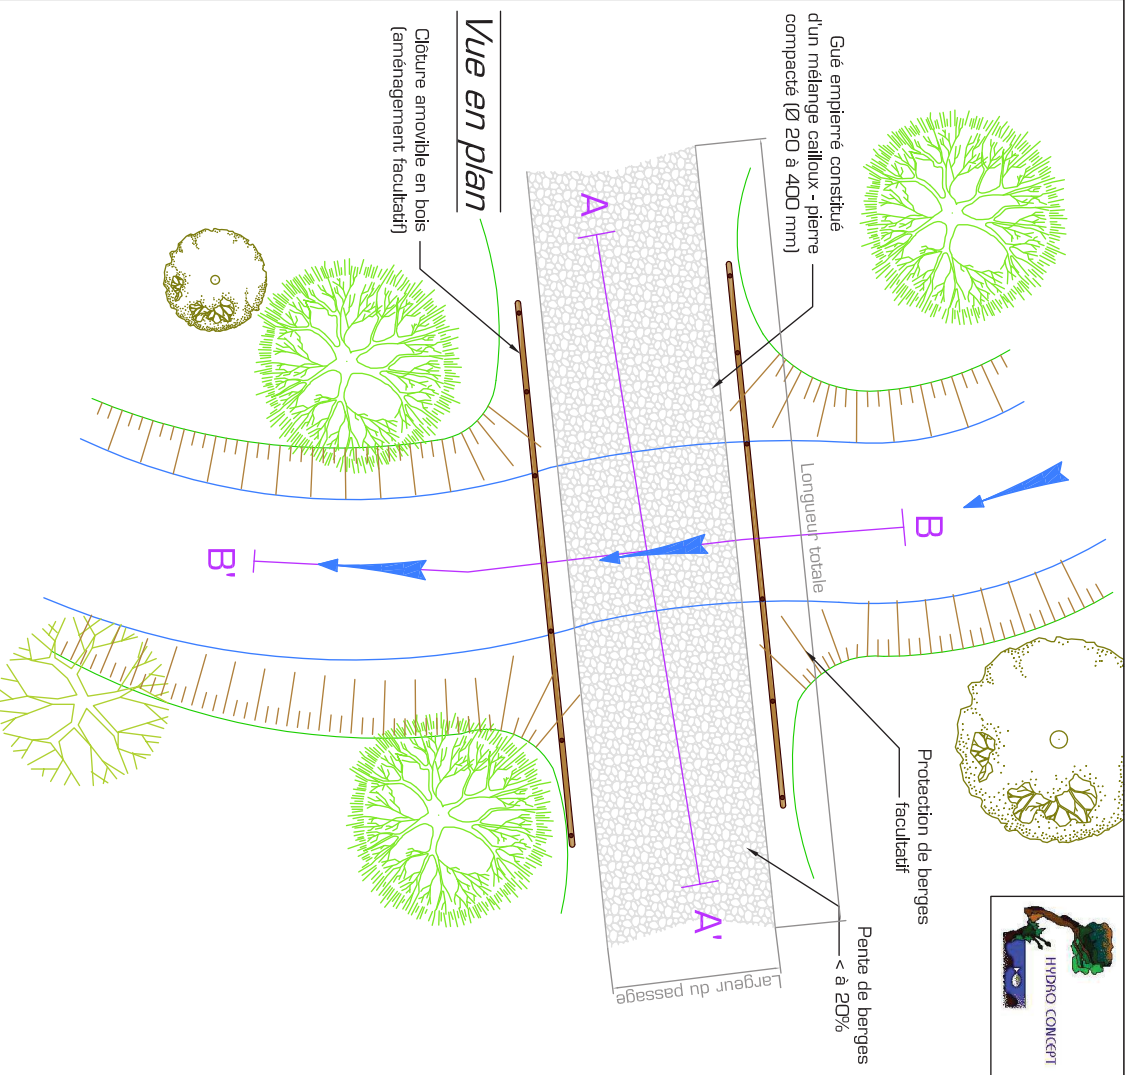 Vue en plan
Clôture amovible en bois
(aménagement facultatif)
Gué empierré constitué
d'un mélange cailloux - pierre
compacté (Ø 20 à 400 mm)
A
A'
B
B'
Longueur totale
Protection de berges
facultatif
Pente de berges
< à 20%
Largeur du passage
HYDRO CONCEPT